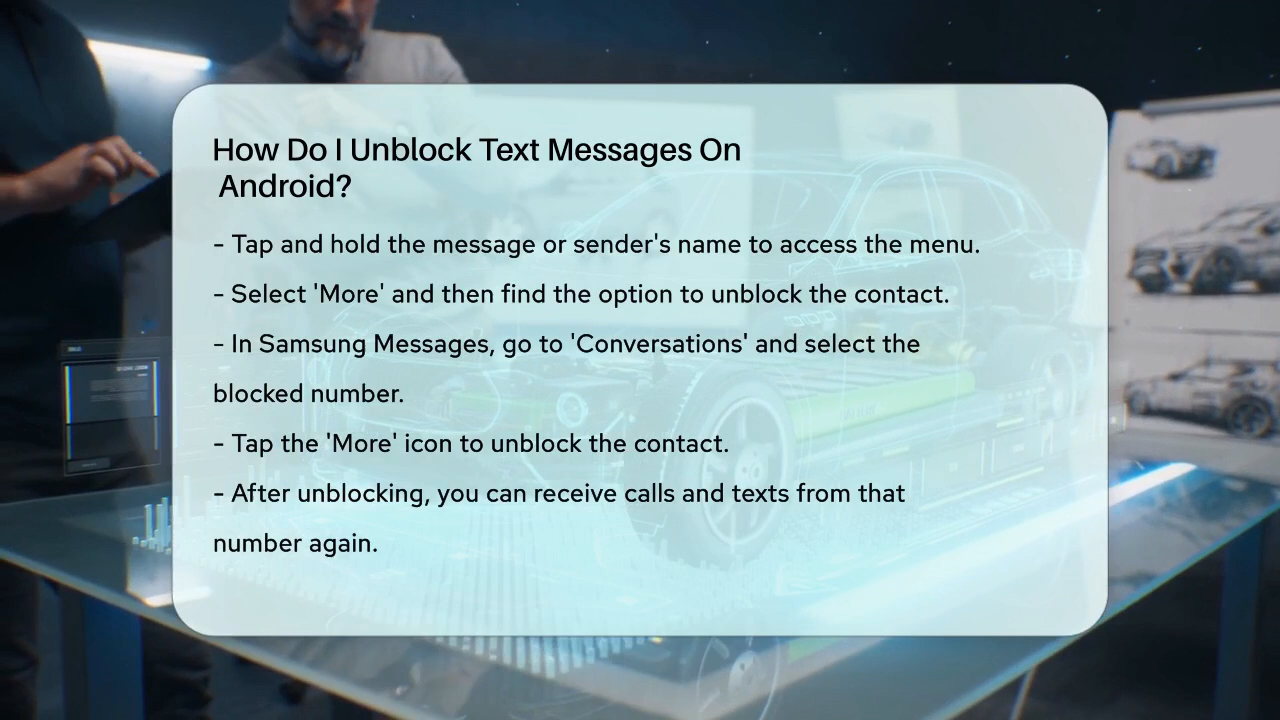 How Do I Unblock Text Messages On
Android?
- Tap and hold the message or sender's name to access the menu.
- Select 'More' and then find the option to unblock the contact.
- In Samsung Messages, go to 'Conversations' and select the
blocked number.
- Tap the 'More' icon to unblock the contact.
- After unblocking, you can receive calls and texts from that
number again.